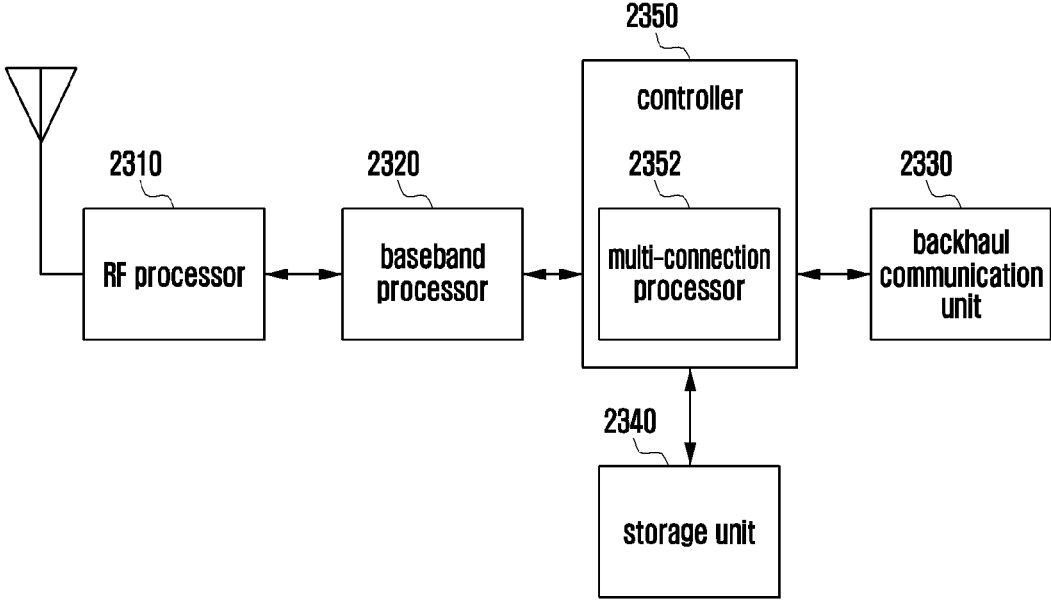 2350
controller
2310
RF processor
2320
baseband
processor
2352
multi-connection
processor
2330
backhaul
communication
unit
2340
storage unit